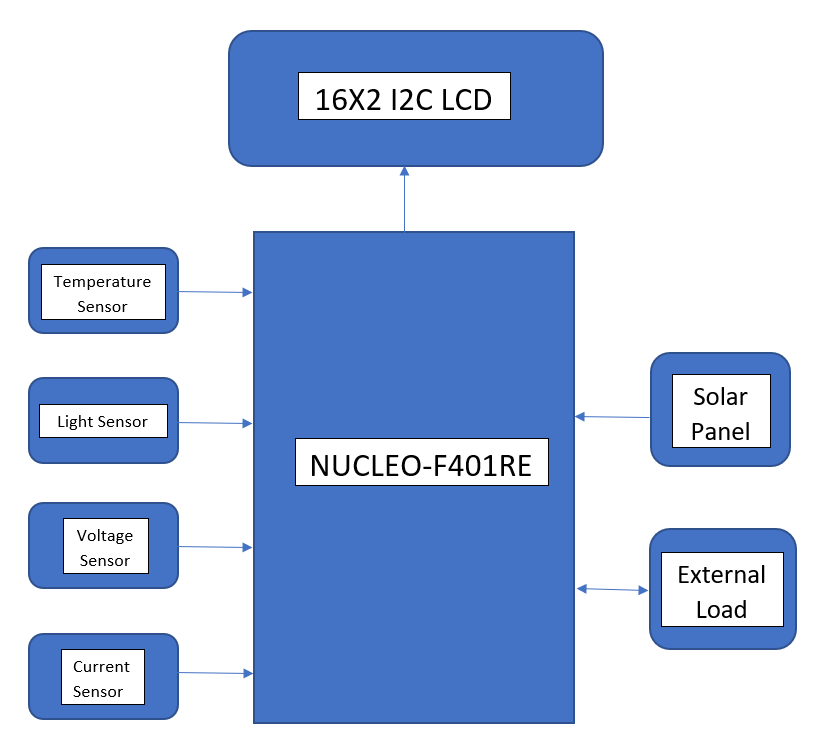 16X2 I2C LCD
Temperature
Sensor
Light Sensor
Voltage
Sensor
Current
Sensor
NUCLEO-F401RE
Solar
Panel
External
Load